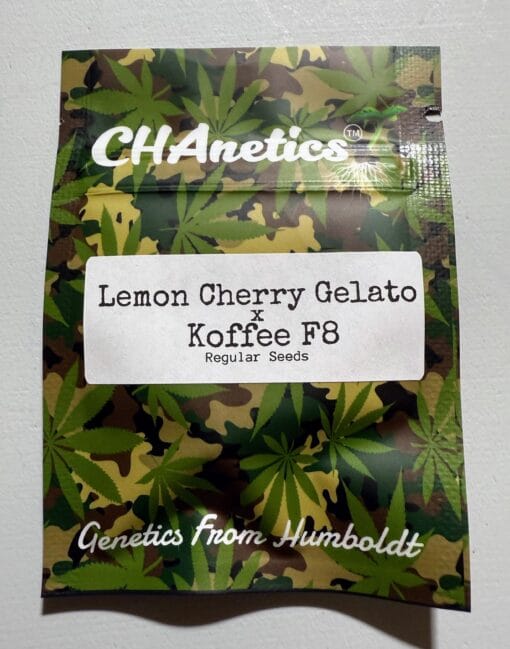 CHAnetics™
Lemon Cherry Gelato
x
Koffee F8
Regular Seeds
Genetics From Humboldt